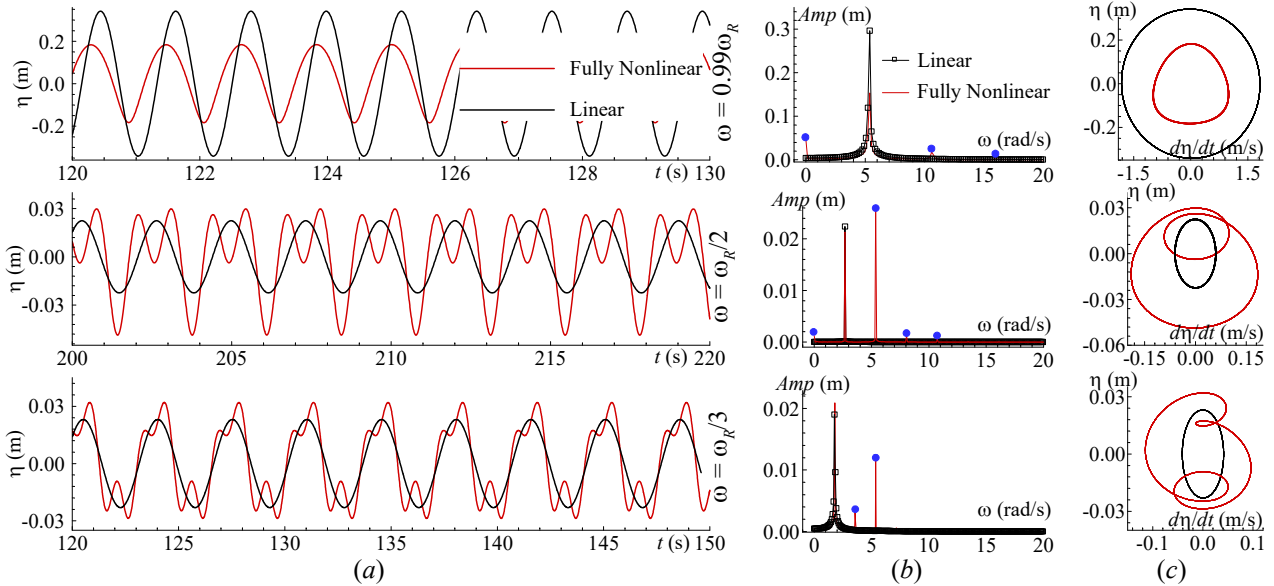 η (m)
0.2
0.0
-0.2
120
122
124
126
128
130
t (s)
Fully Nonlinear
Linear
ω = 0.99ω_R
Amp (m)
0.3
0.2
0.1
0.0
0
5
10
15
20
ω (rad/s)
Linear
Fully Nonlinear
η (m)
0.2
0.0
-0.2
dη/dt (m/s)
-1.5
0.0
1.5
η (m)
0.03
0.00
-0.03
200
205
210
215
220
t (s)
ω = ω_R/2
Amp (m)
0.02
0.01
0.00
0
5
10
15
20
ω (rad/s)
η (m)
0.03
0.00
-0.03
-0.06
dη/dt (m/s)
-0.15
0.00
0.15
η (m)
0.03
0.00
-0.03
120
125
130
135
140
145
150
t (s)
ω = ω_R/3
Amp (m)
0.02
0.01
0.00
0
5
10
15
20
ω (rad/s)
η (m)
0.03
0.00
-0.03
dη/dt (m/s)
-0.1
0.0
0.1
(a)
(b)
(c)